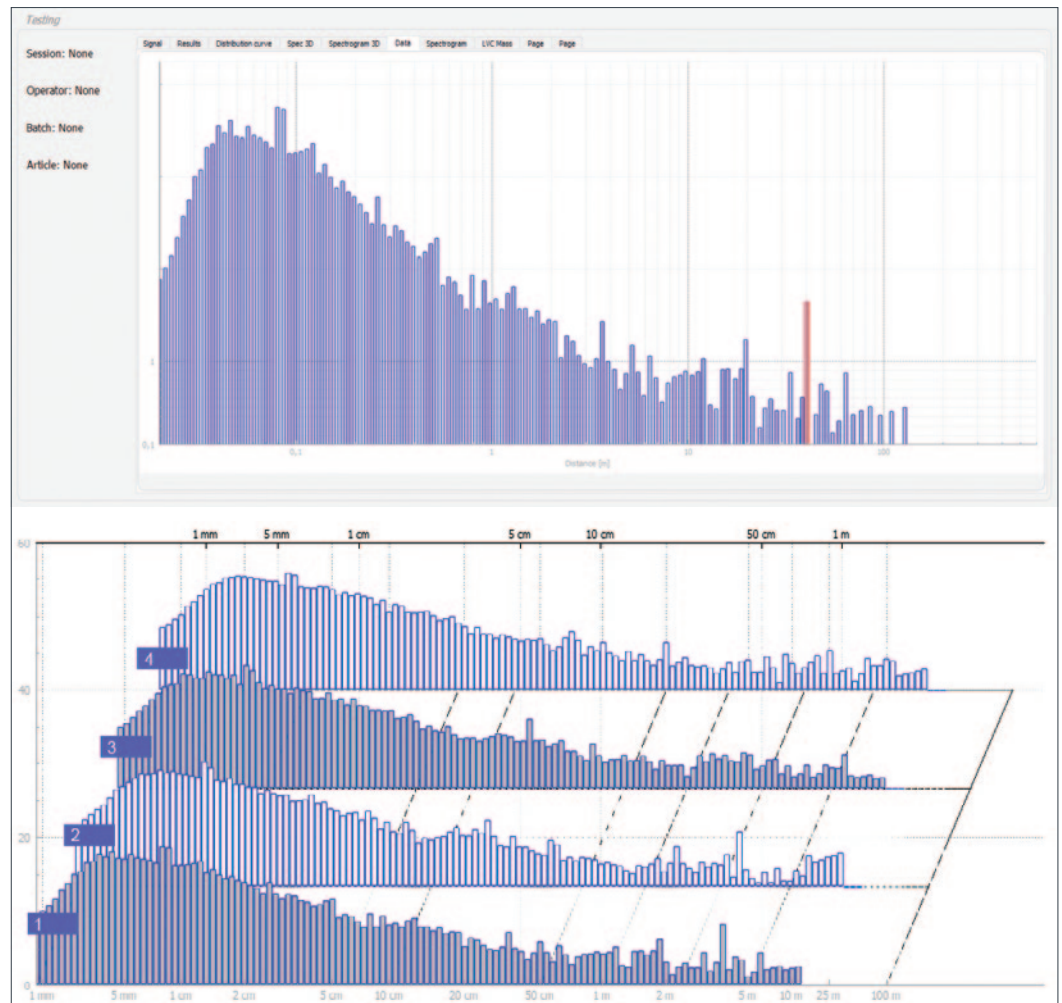 Testing
Session: None
Operator: None
Batch: None
Article: None
Signal Results Distribution curve Spec 3D Spectrogram 3D Data Spectrogram LVC Mass Page Page
1
0,1
0,1 1 10 100
Distance [m]
1 mm 5 mm 1 cm 5 cm 10 cm 50 cm 1 m
60
4
40
3
2
20
1
0
1 mm 5 mm 1 cm 2 cm 5 cm 10 cm 20 cm 50 cm 1 m 2 m 5 m 10 m 25 m 100 m